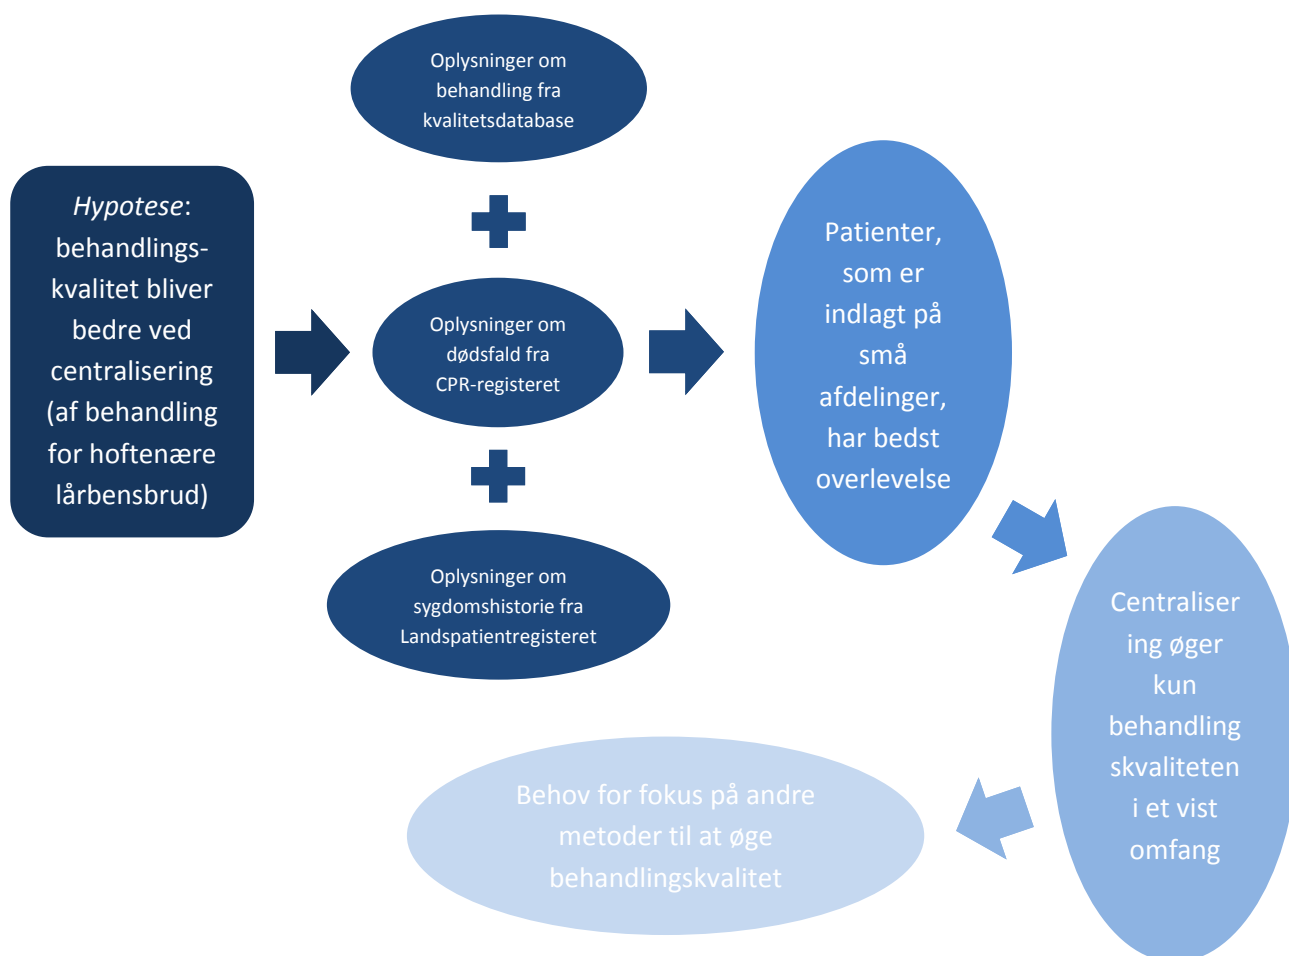 Hypotese:
behandlings-
kvalitet bliver
bedre ved
centralisering
(af behandling
for hoftenære
lårbensbrud)
Oplysninger om
behandling fra
kvalitetsdatabase
Oplysninger om
dødsfald fra
CPR-registeret
Oplysninger om
sygdomshistorie fra
Landspatientregisteret
Patienter,
som er
indlagt på
små
afdelinger,
har bedst
overlevelse
Centraliser
ing øger
kun
behandling
skvaliteten
i et vist
omfang
Behov for fokus på andre
metoder til at øge
behandlingskvalitet